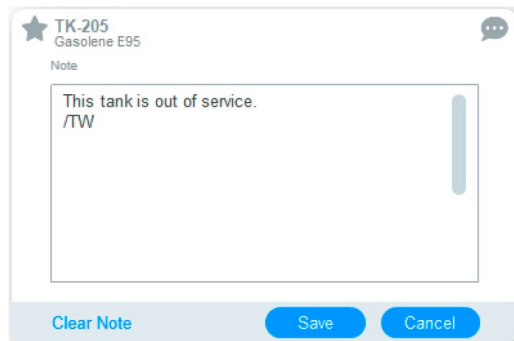 TK-205
Gasolene E95
Note
This tank is out of service.
/TW
Clear Note
Save
Cancel